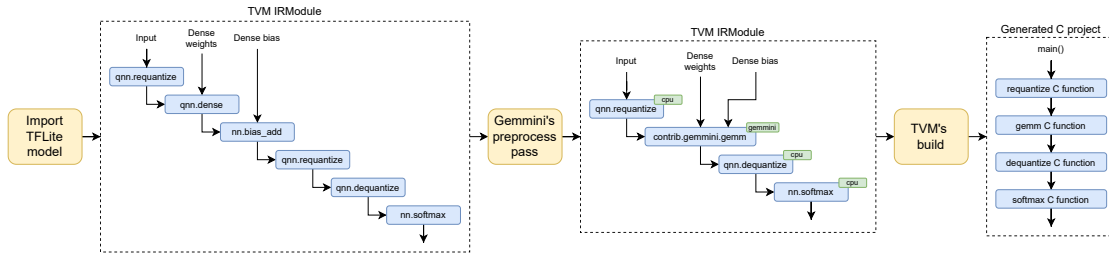 Import
TFLite
model
TVM IRModule
Input
Dense
weights
Dense bias
qnn.requantize
qnn.dense
nn.bias_add
qnn.requantize
qnn.dequantize
nn.softmax
Gemmini's
preprocess
pass
TVM IRModule
Input
Dense
weights
Dense bias
qnn.requantize
cpu
contrib.gemmini.gemm
gemmini
qnn.dequantize
cpu
nn.softmax
cpu
TVM's
build
Generated C project
main()
requantize C function
gemm C function
dequantize C function
softmax C function